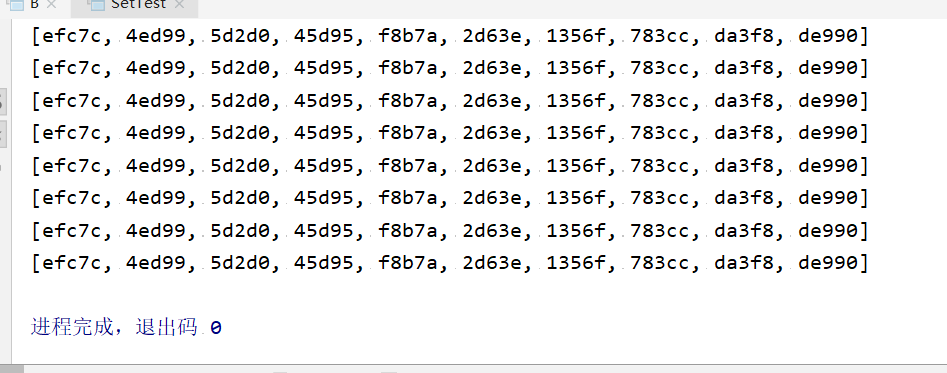 B SetTest
[efc7c, 4ed99, 5d2d0, 45d95, f8b7a, 2d63e, 1356f, 783cc, da3f8, de990]
[efc7c, 4ed99, 5d2d0, 45d95, f8b7a, 2d63e, 1356f, 783cc, da3f8, de990]
[efc7c, 4ed99, 5d2d0, 45d95, f8b7a, 2d63e, 1356f, 783cc, da3f8, de990]
[efc7c, 4ed99, 5d2d0, 45d95, f8b7a, 2d63e, 1356f, 783cc, da3f8, de990]
[efc7c, 4ed99, 5d2d0, 45d95, f8b7a, 2d63e, 1356f, 783cc, da3f8, de990]
[efc7c, 4ed99, 5d2d0, 45d95, f8b7a, 2d63e, 1356f, 783cc, da3f8, de990]
[efc7c, 4ed99, 5d2d0, 45d95, f8b7a, 2d63e, 1356f, 783cc, da3f8, de990]
[efc7c, 4ed99, 5d2d0, 45d95, f8b7a, 2d63e, 1356f, 783cc, da3f8, de990]
进程完成，退出码 0